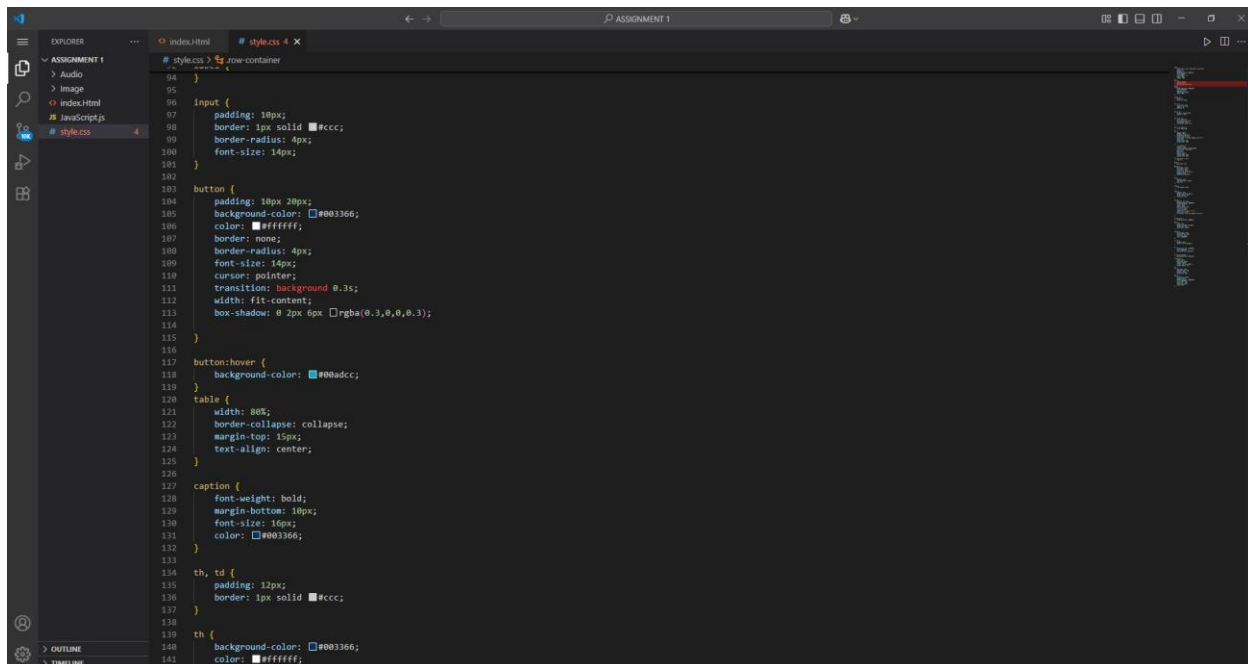 ASSIGNMENT 1
EXPLORER
ASSIGNMENT 1
> Audio
> Image
<> index.Html
JS JavaScript.js
# style.css 4
10K
> OUTLINE
> TIMELINE
<> index.Html # style.css 4 ×
# style.css > .row-container
94 }
95
96 input {
97 padding: 10px;
98 border: 1px solid #ccc;
99 border-radius: 4px;
100 font-size: 14px;
101 }
102
103 button {
104 padding: 10px 20px;
105 background-color: #003366;
106 color: #ffffff;
107 border: none;
108 border-radius: 4px;
109 font-size: 14px;
110 cursor: pointer;
111 transition: background 0.3s;
112 width: fit-content;
113 box-shadow: 0 2px 6px rgba(0.3,0,0,0.3);
114
115 }
116
117 button:hover {
118 background-color: #00adcc;
119 }
120 table {
121 width: 80%;
122 border-collapse: collapse;
123 margin-top: 15px;
124 text-align: center;
125 }
126
127 caption {
128 font-weight: bold;
129 margin-bottom: 10px;
130 font-size: 16px;
131 color: #003366;
132 }
133
134 th, td {
135 padding: 12px;
136 border: 1px solid #ccc;
137 }
138
139 th {
140 background-color: #003366;
141 color: #ffffff;